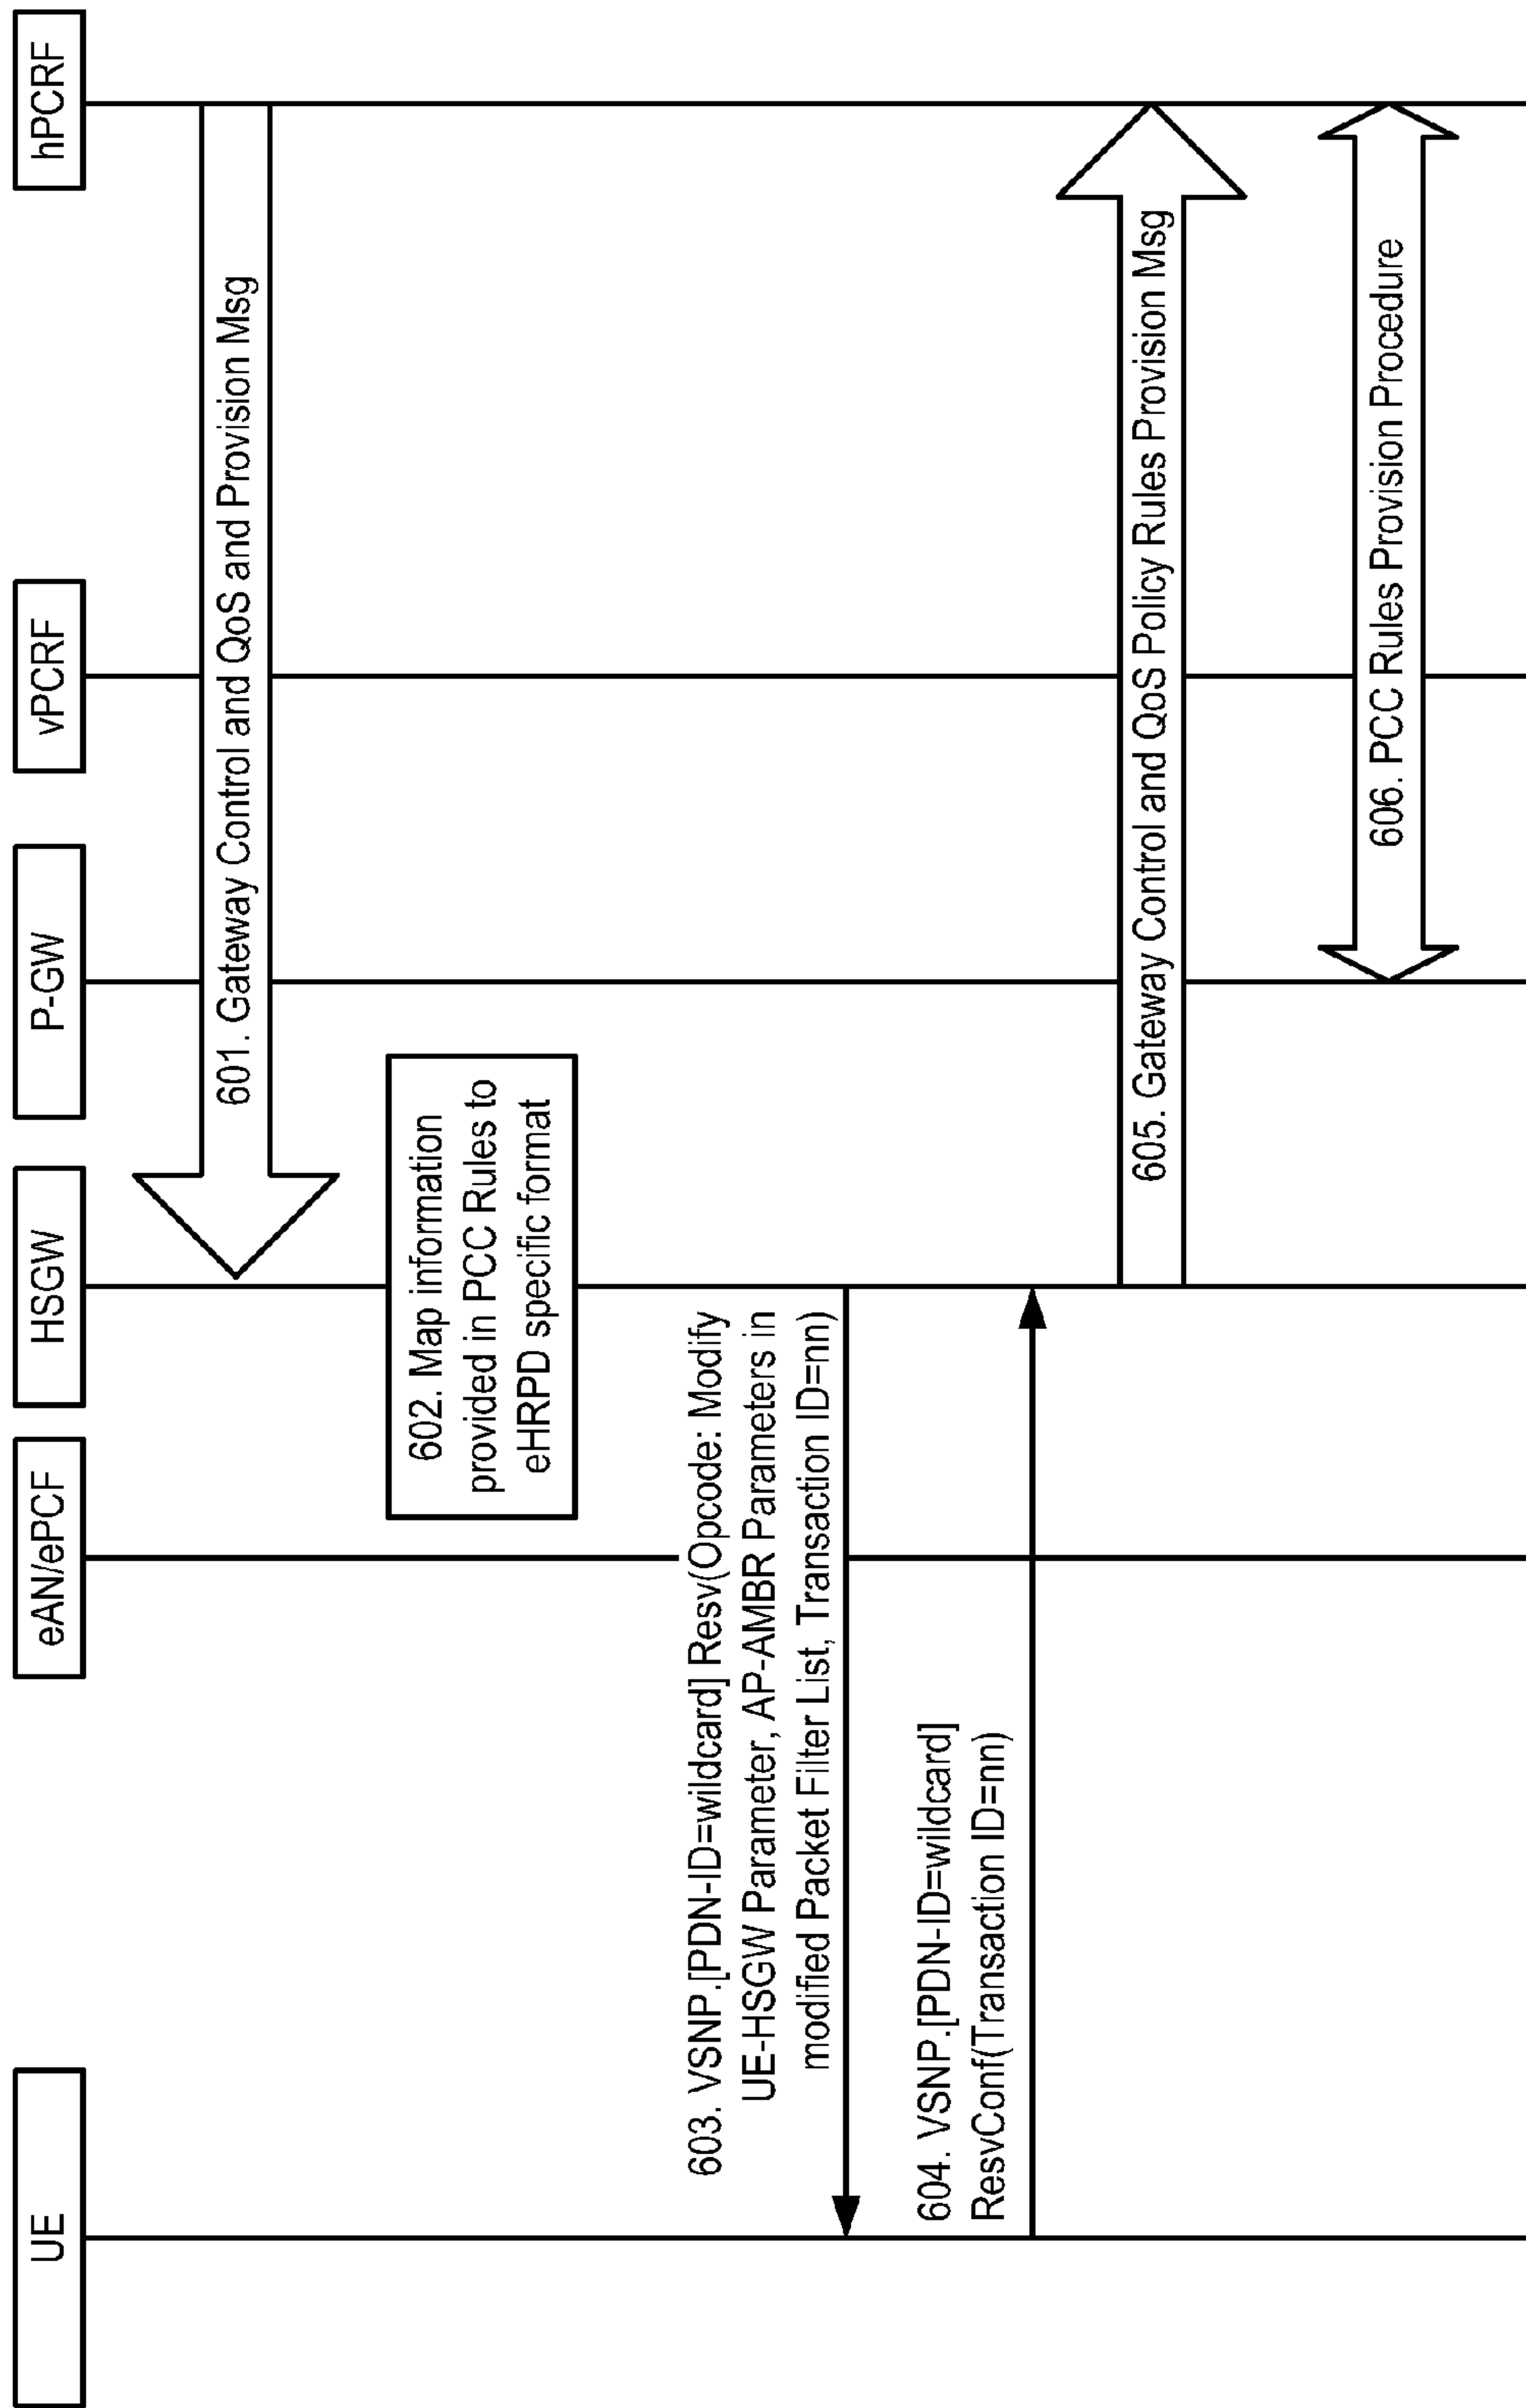 UE
eAN/ePCF
HSGW
P-GW
vPCRF
hPCRF
601. Gateway Control and QoS and Provision Msg
602. Map information
provided in PCC Rules to
eHRPD specific format
603. VSNP.[PDN-ID=wildcard] Resv(Opcode: Modify
UE-HSGW Parameter, AP-AMBR Parameters in
modified Packet Filter List, Transaction ID=nn)
604. VSNP.[PDN-ID=wildcard]
ResvConf(Transaction ID=nn)
605. Gateway Control and QoS Policy Rules Provision Msg
606. PCC Rules Provision Procedure